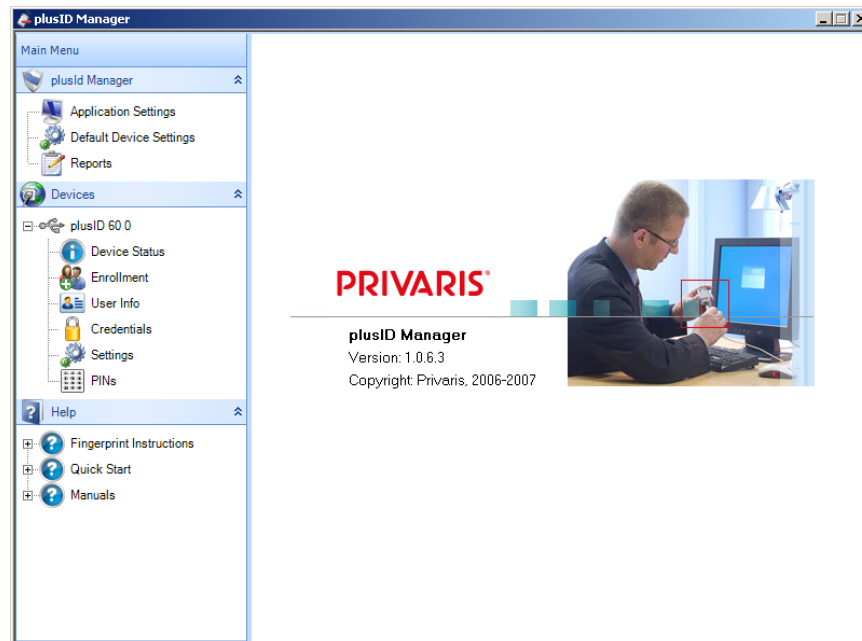 plusID Manager
Main Menu
plusId Manager
Application Settings
Default Device Settings
Reports
Devices
plusID 60 0
Device Status
Enrollment
User Info
Credentials
Settings
PINs
Help
Fingerprint Instructions
Quick Start
Manuals
PRIVARIS
plusID Manager
Version: 1.0.6.3
Copyright: Privaris, 2006-2007